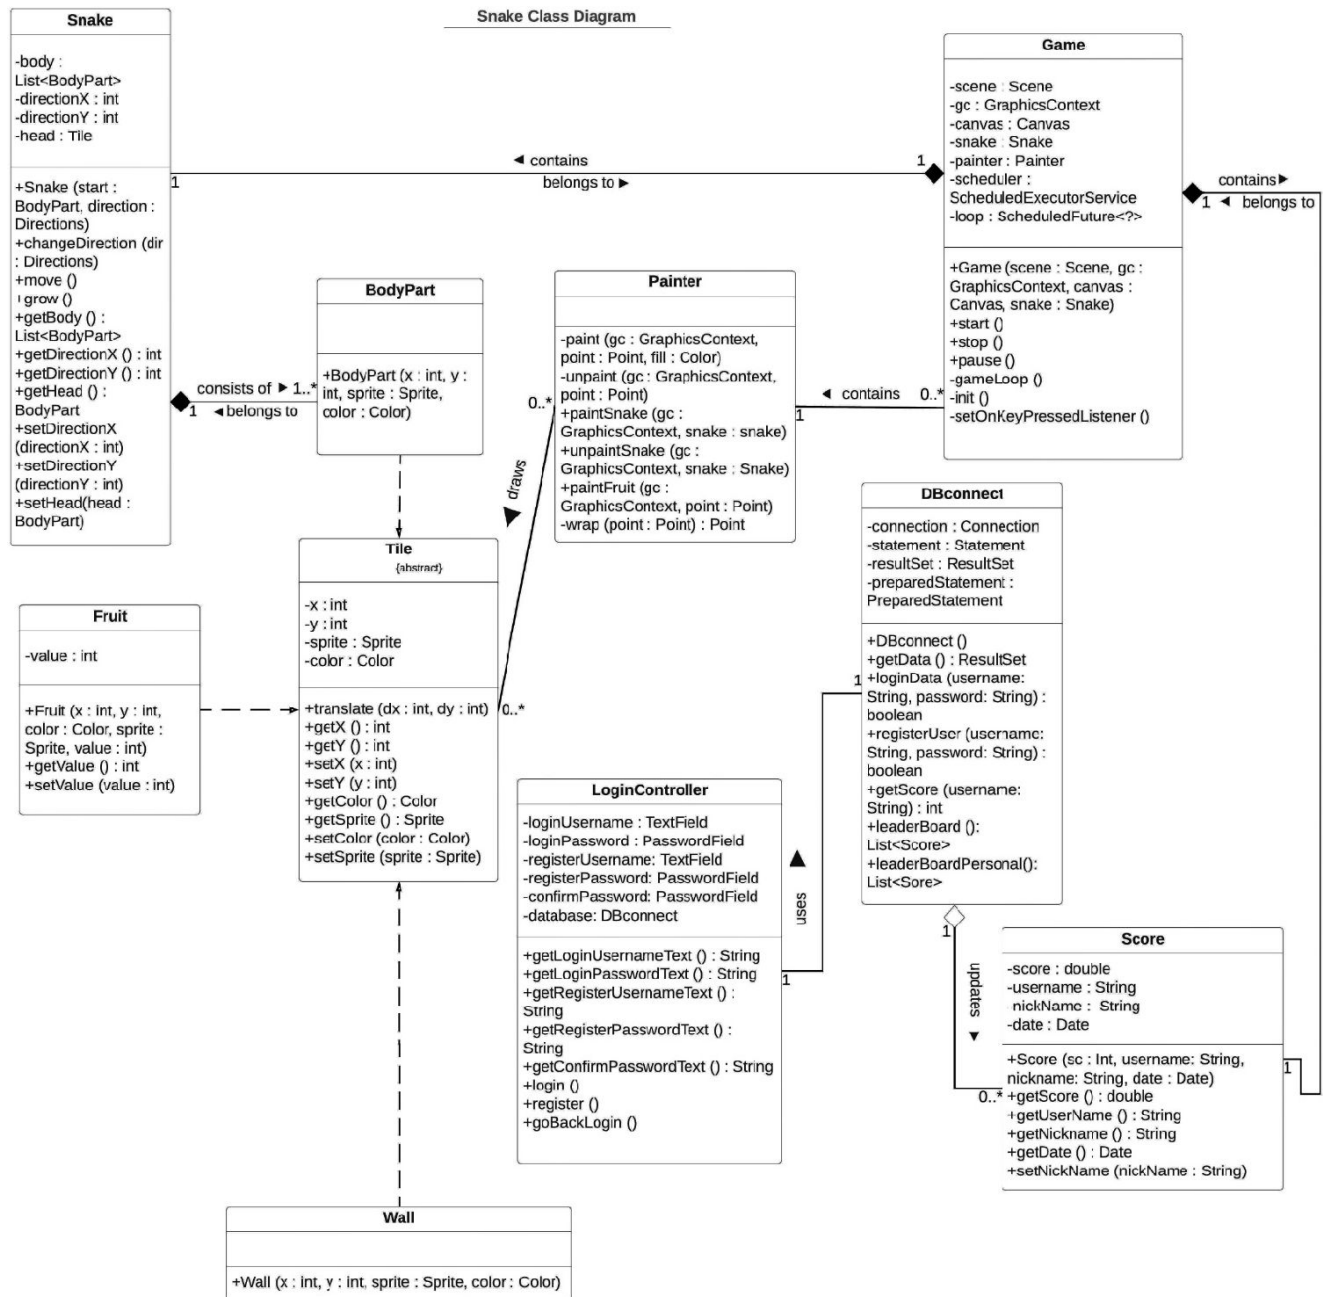 Snake Class Diagram
Snake
-body :
List<BodyPart>
-directionX : int
-directionY : int
-head : Tile
+Snake (start :
BodyPart, direction :
Directions)
+changeDirection (dir
: Directions)
+move ()
+grow ()
+getBody () :
List<BodyPart>
+getDirectionX () : int
+getDirectionY () : int
+getHead () :
BodyPart
+setDirectionX
(directionX : int)
+setDirectionY
(directionY : int)
+setHead(head :
BodyPart)
1
◄ contains
belongs to ►
1
Game
-scene : Scene
-gc : GraphicsContext
-canvas : Canvas
-snake : Snake
-painter : Painter
-scheduler :
ScheduledExecutorService
-loop : ScheduledFuture<?>
+Game (scene : Scene, gc :
GraphicsContext, canvas :
Canvas, snake : Snake)
+start ()
+stop ()
+pause ()
-gameLoop ()
-init ()
-setOnKeyPressedListener ()
contains►
1 ◄ belongs to
consists of ► 1..*
1 ◄ belongs to
BodyPart
+BodyPart (x : int, y :
int, sprite : Sprite,
color : Color)
Painter
-paint (gc : GraphicsContext,
point : Point, fill : Color)
-unpaint (gc : GraphicsContext,
point : Point)
+paintSnake (gc :
GraphicsContext, snake : snake)
+unpaintSnake (gc :
GraphicsContext, snake : Snake)
+paintFruit (gc :
GraphicsContext, point : Point)
-wrap (point : Point) : Point
◄ contains
0..*
1
0..*
draws
0..*
Tile
{abstract}
-x : int
-y : int
-sprite : Sprite
-color : Color
+translate (dx : int, dy : int)
+getX () : int
+getY () : int
+setX (x : int)
+setY (y : int)
+getColor () : Color
+getSprite () : Sprite
+setColor (color : Color)
+setSprite (sprite : Sprite)
Fruit
-value : int
+Fruit (x : int, y : int,
color : Color, sprite :
Sprite, value : int)
+getValue () : int
+setValue (value : int)
DBconnect
-connection : Connection
-statement : Statement
-resultSet : ResultSet
-preparedStatement :
PreparedStatement
+DBconnect ()
+getData () : ResultSet
+loginData (username:
String, password: String) :
boolean
+registerUser (username:
String, password: String) :
boolean
+getScore (username:
String) : int
+leaderBoard ():
List<Score>
+leaderBoardPersonal():
List<Sore>
1
uses
1
LoginController
-loginUsername : TextField
-loginPassword : PasswordField
-registerUsername: TextField
-registerPassword: PasswordField
-confirmPassword: PasswordField
-database: DBconnect
+getLoginUsernameText () : String
+getLoginPasswordText () : String
+getRegisterUsernameText () :
String
+getRegisterPasswordText () :
String
+getConfirmPasswordText () : String
+login ()
+register ()
+goBackLogin ()
1
updates
0..*
Score
-score : double
-username : String
-nickName : String
-date : Date
+Score (sc : Int, username: String,
nickname: String, date : Date)
+getScore () : double
+getUserName () : String
+getNickname () : String
+getDate () : Date
+setNickName (nickName : String)
1
Wall
+Wall (x : int, y : int, sprite : Sprite, color : Color)